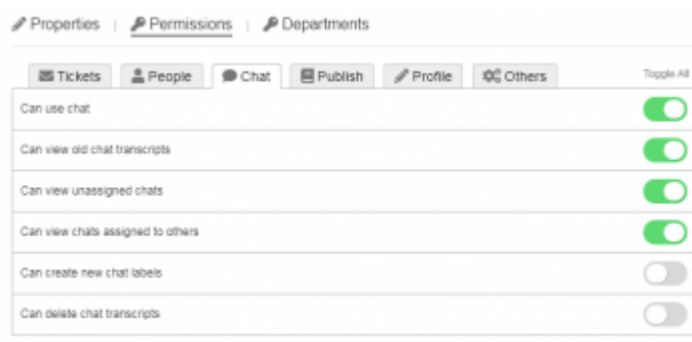 Properties Permissions Departments
Tickets People Chat Publish Profile Others Toggle All
Can use chat
Can view old chat transcripts
Can view unassigned chats
Can view chats assigned to others
Can create new chat labels
Can delete chat transcripts